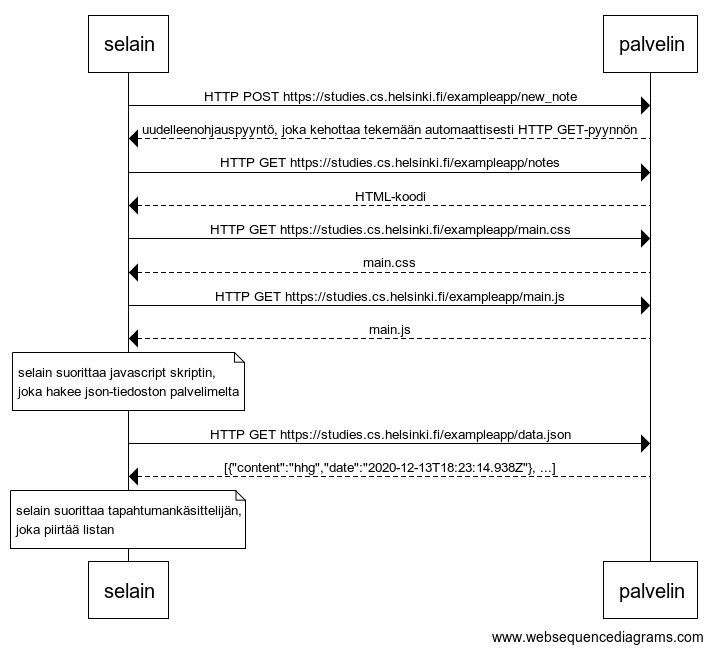 selain
palvelin
HTTP POST https://studies.cs.helsinki.fi/exampleapp/new_note
uudelleenohjauspyyntö, joka kehottaa tekemään automaattisesti HTTP GET-pyynnön
HTTP GET https://studies.cs.helsinki.fi/exampleapp/notes
HTML-koodi
HTTP GET https://studies.cs.helsinki.fi/exampleapp/main.css
main.css
HTTP GET https://studies.cs.helsinki.fi/exampleapp/main.js
main.js
selain suorittaa javascript skriptin,
joka hakee json-tiedoston palvelimelta
HTTP GET https://studies.cs.helsinki.fi/exampleapp/data.json
[{"content":"hhg","date":"2020-12-13T18:23:14.938Z"}, ...]
selain suorittaa tapahtumankäsittelijän,
joka piirtää listan
selain
palvelin
www.websequencediagrams.com